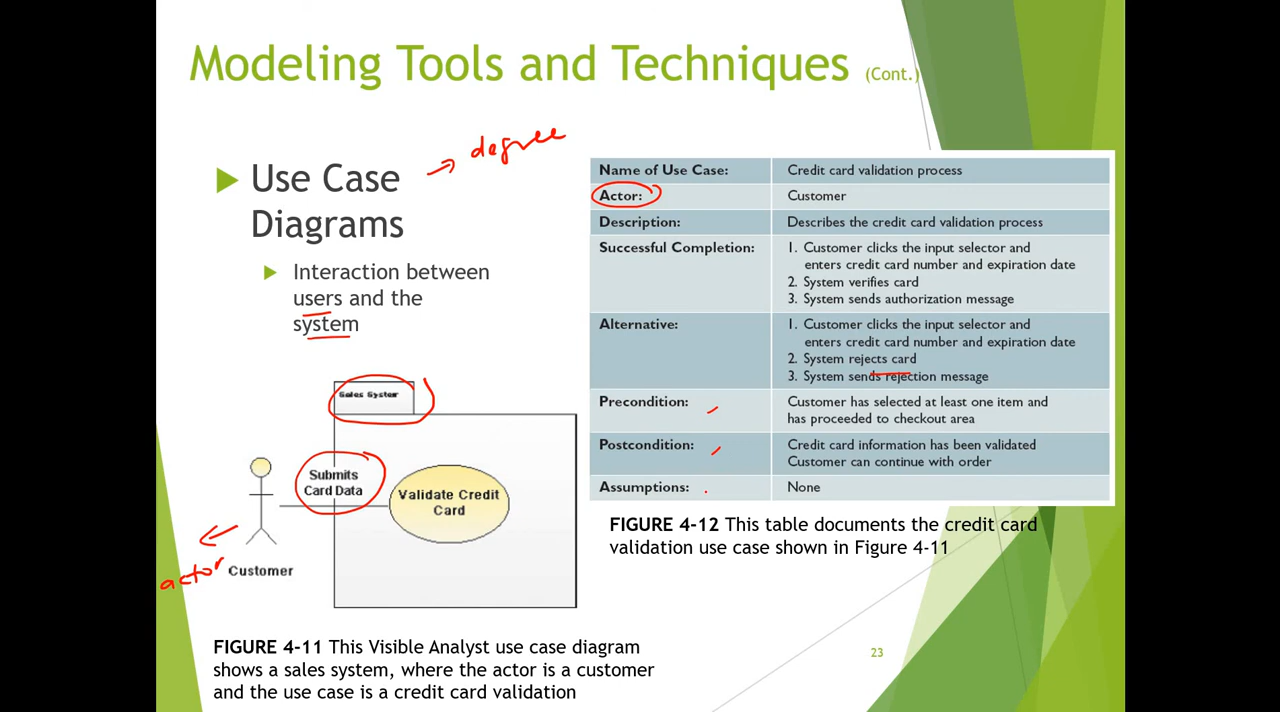 Modeling Tools and Techniques (Cont.)
→ degree
Use Case
Diagrams
Interaction between
users and the
system
Sales System
Submits
Card Data
Validate Credit
Card
actor
Customer
FIGURE 4-11 This Visible Analyst use case diagram
shows a sales system, where the actor is a customer
and the use case is a credit card validation
Name of Use Case: Credit card validation process
Actor: Customer
Description: Describes the credit card validation process
Successful Completion: 1. Customer clicks the input selector and
enters credit card number and expiration date
2. System verifies card
3. System sends authorization message
Alternative: 1. Customer clicks the input selector and
enters credit card number and expiration date
2. System rejects card
3. System sends rejection message
Precondition: Customer has selected at least one item and
has proceeded to checkout area
Postcondition: Credit card information has been validated
Customer can continue with order
Assumptions: None
FIGURE 4-12 This table documents the credit card
validation use case shown in Figure 4-11
23